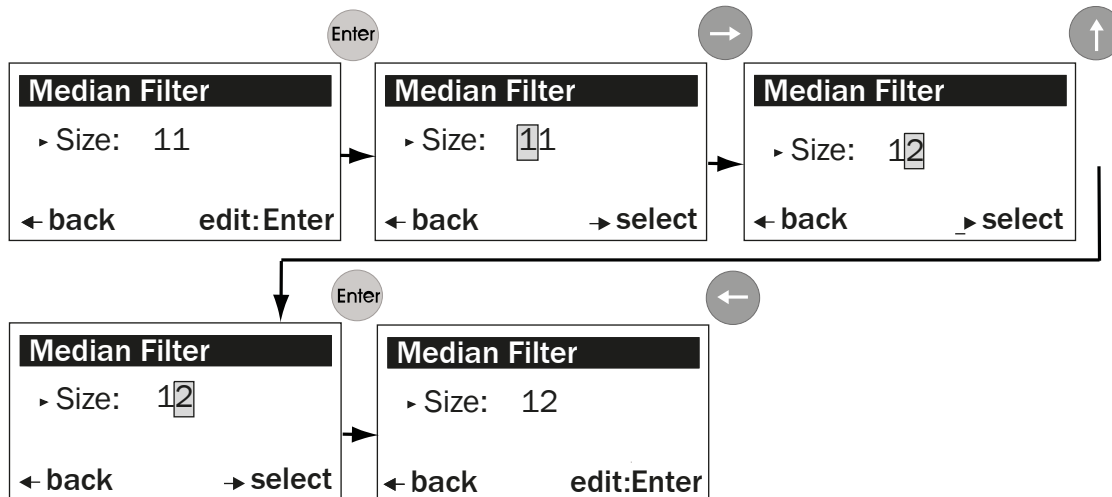 Enter
Median Filter
▸ Size: 11
← back edit:Enter
→
Median Filter
▸ Size: 11
← back → select
↑
Median Filter
▸ Size: 12
← back → select
Enter
Median Filter
▸ Size: 12
← back → select
←
Median Filter
▸ Size: 12
← back edit:Enter